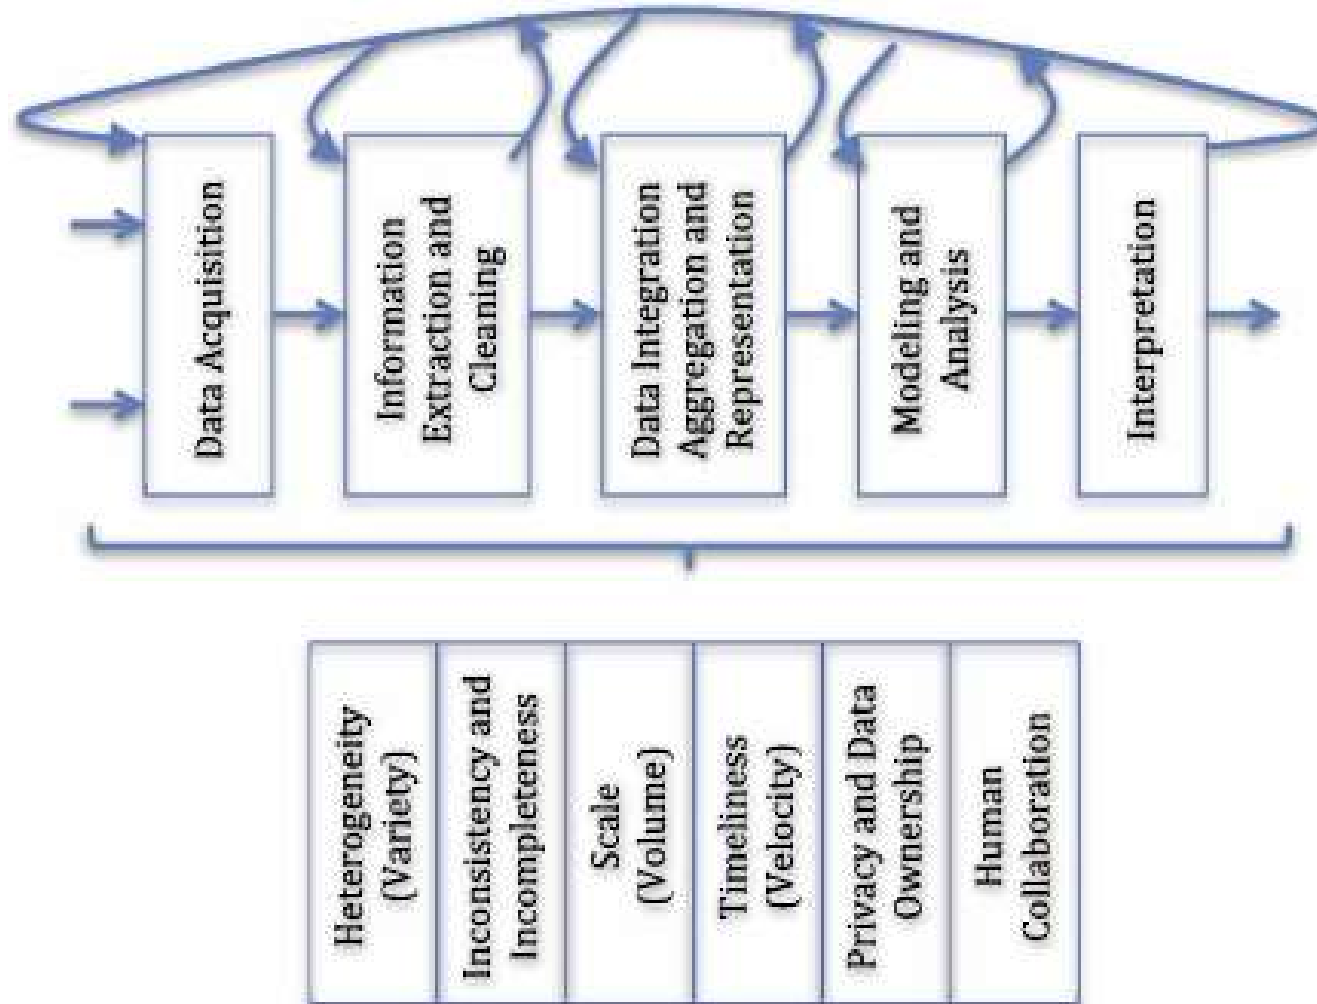 Data Acquisition
Information
Extraction and
Cleaning
Data Integration
Aggregation and
Representation
Modeling and
Analysis
Interpretation
Heterogeneity
(Variety)
Inconsistency and
Incompleteness
Scale
(Volume)
Timeliness
(Velocity)
Privacy and Data
Ownership
Human
Collaboration